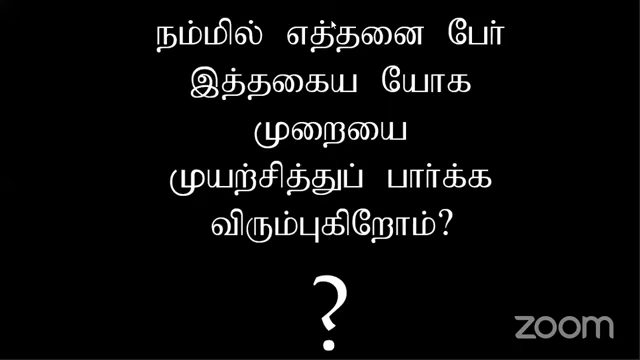 நம்மில் எத்தனை பேர்
இத்தகைய யோக
முறையை
முயற்சித்துப் பார்க்க
விரும்புகிறோம்?
?
zoom